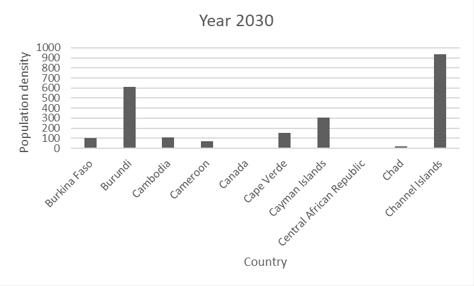 Year 2030
Population density
1000
900
800
700
600
500
400
300
200
100
0
Burkina Faso
Burundi
Cambodia
Cameroon
Canada
Cape Verde
Cayman Islands
Central African Republic
Chad
Channel Islands
Country